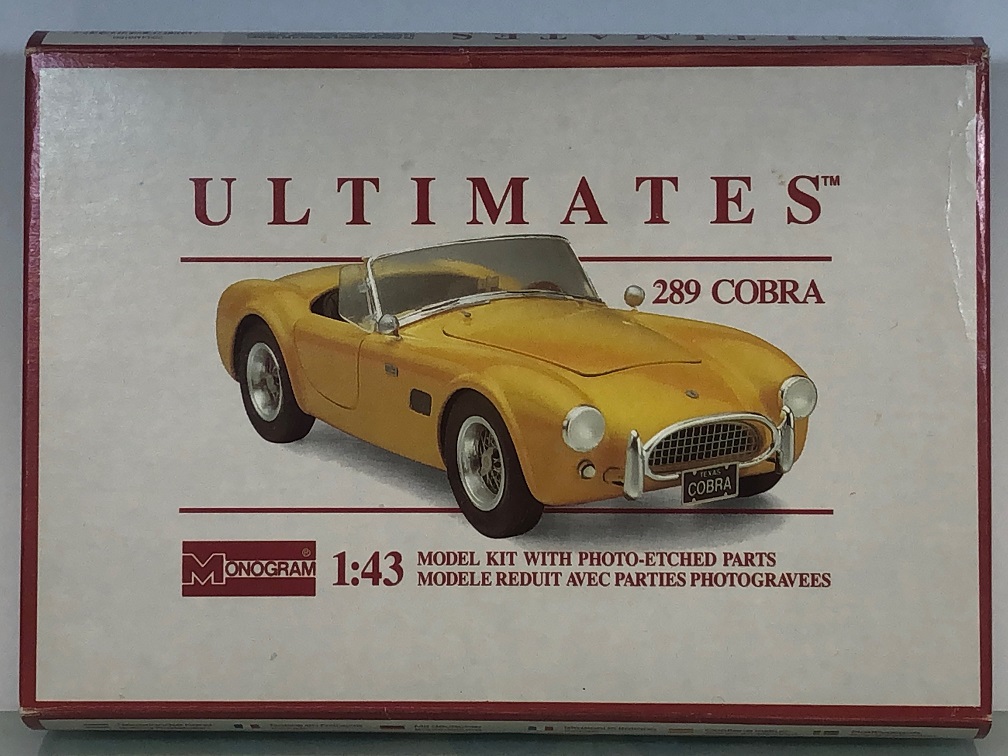 ULTIMATES
ULTIMATES™
289 COBRA
TEXAS
COBRA
MONOGRAM®
1:43
MODEL KIT WITH PHOTO-ETCHED PARTS
MODELE REDUIT AVEC PARTIES PHOTOGRAVEES